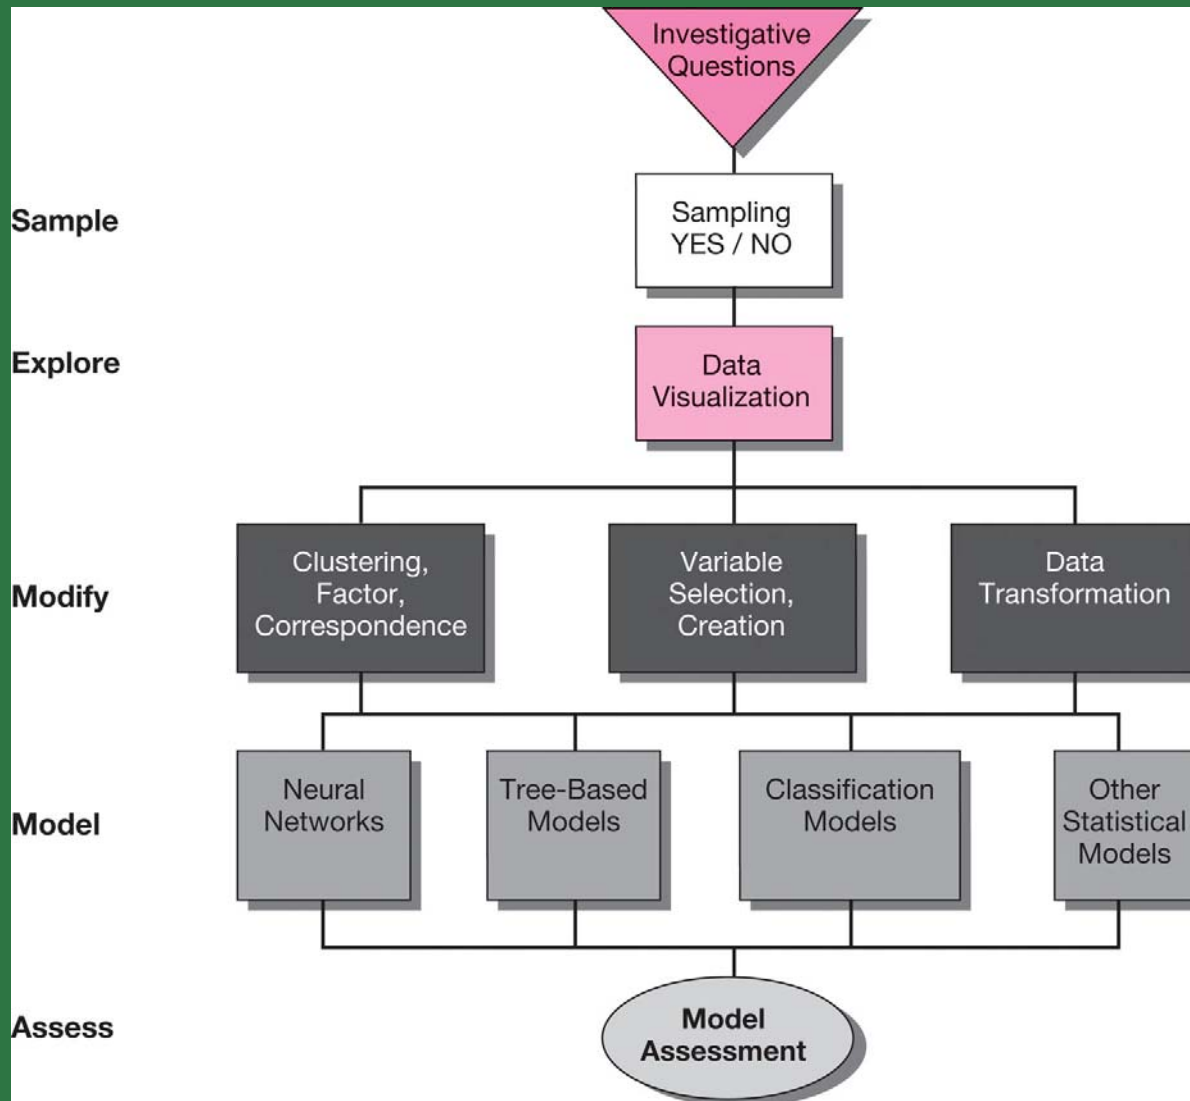 Investigative
Questions
Sample
Sampling
YES / NO
Explore
Data
Visualization
Modify
Clustering,
Factor,
Correspondence
Variable
Selection,
Creation
Data
Transformation
Model
Neural
Networks
Tree-Based
Models
Classification
Models
Other
Statistical
Models
Assess
Model
Assessment